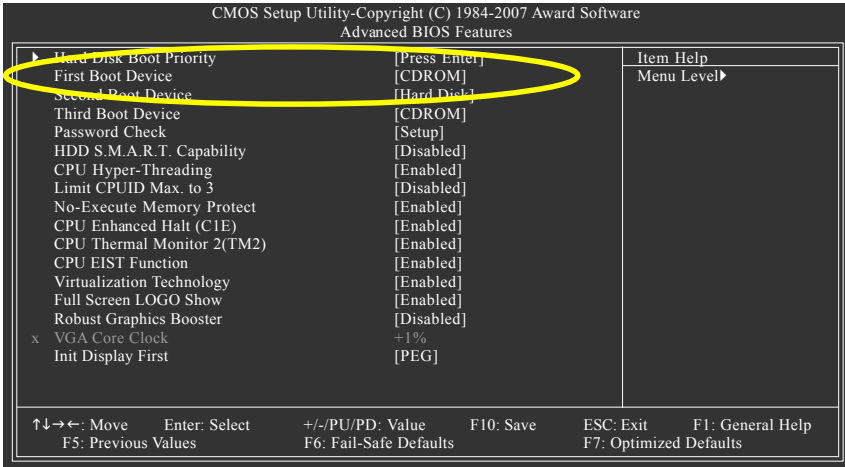 CMOS Setup Utility-Copyright (C) 1984-2007 Award Software
Advanced BIOS Features
Hard Disk Boot Priority [Press Enter]
First Boot Device [CDROM]
Second Boot Device [Hard Disk]
Third Boot Device [CDROM]
Password Check [Setup]
HDD S.M.A.R.T. Capability [Disabled]
CPU Hyper-Threading [Enabled]
Limit CPUID Max. to 3 [Disabled]
No-Execute Memory Protect [Enabled]
CPU Enhanced Halt (C1E) [Enabled]
CPU Thermal Monitor 2(TM2) [Enabled]
CPU EIST Function [Enabled]
Virtualization Technology [Enabled]
Full Screen LOGO Show [Enabled]
Robust Graphics Booster [Disabled]
x VGA Core Clock +1%
Init Display First [PEG]
Item Help
Menu Level
↑↓→←: Move Enter: Select +/-/PU/PD: Value F10: Save ESC: Exit F1: General Help
F5: Previous Values F6: Fail-Safe Defaults F7: Optimized Defaults